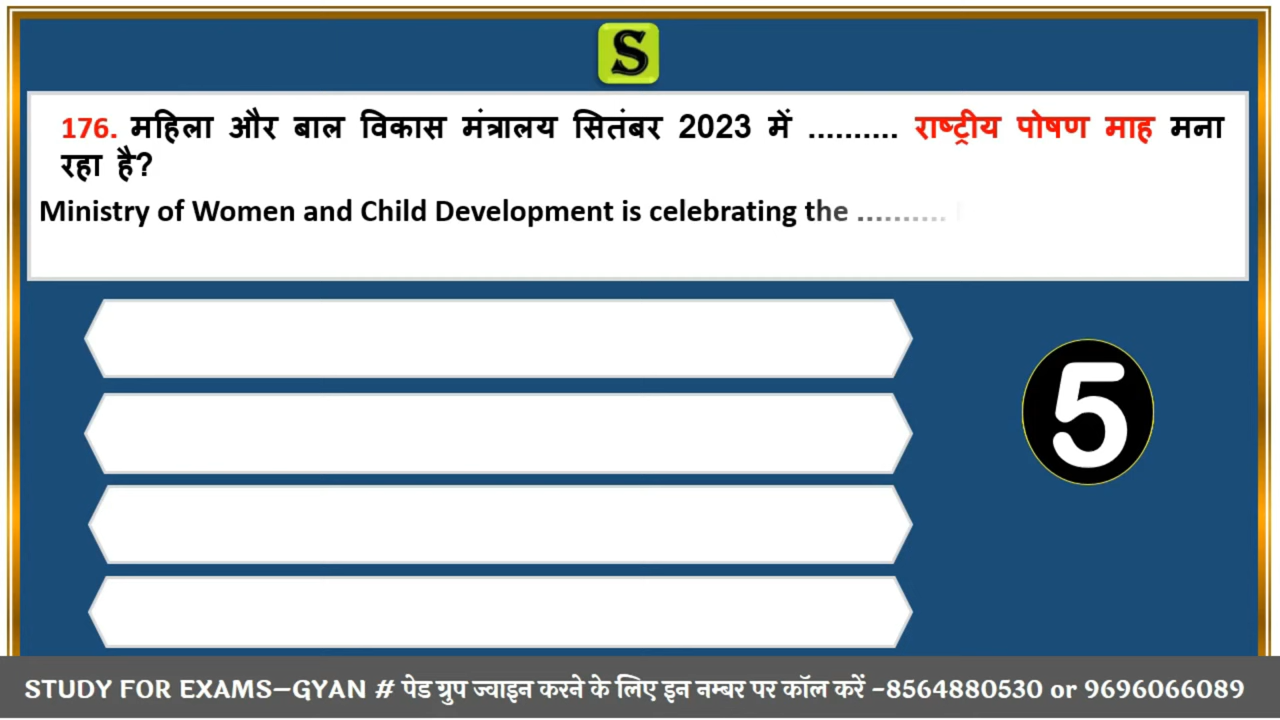 S
176. महिला और बाल विकास मंत्रालय सितंबर 2023 में .......... राष्ट्रीय पोषण माह मना
रहा है?
Ministry of Women and Child Development is celebrating the ..........
5
STUDY FOR EXAMS–GYAN # पेड ग्रुप ज्वाइन करने के लिए इन नम्बर पर कॉल करें –8564880530 or 9696066089